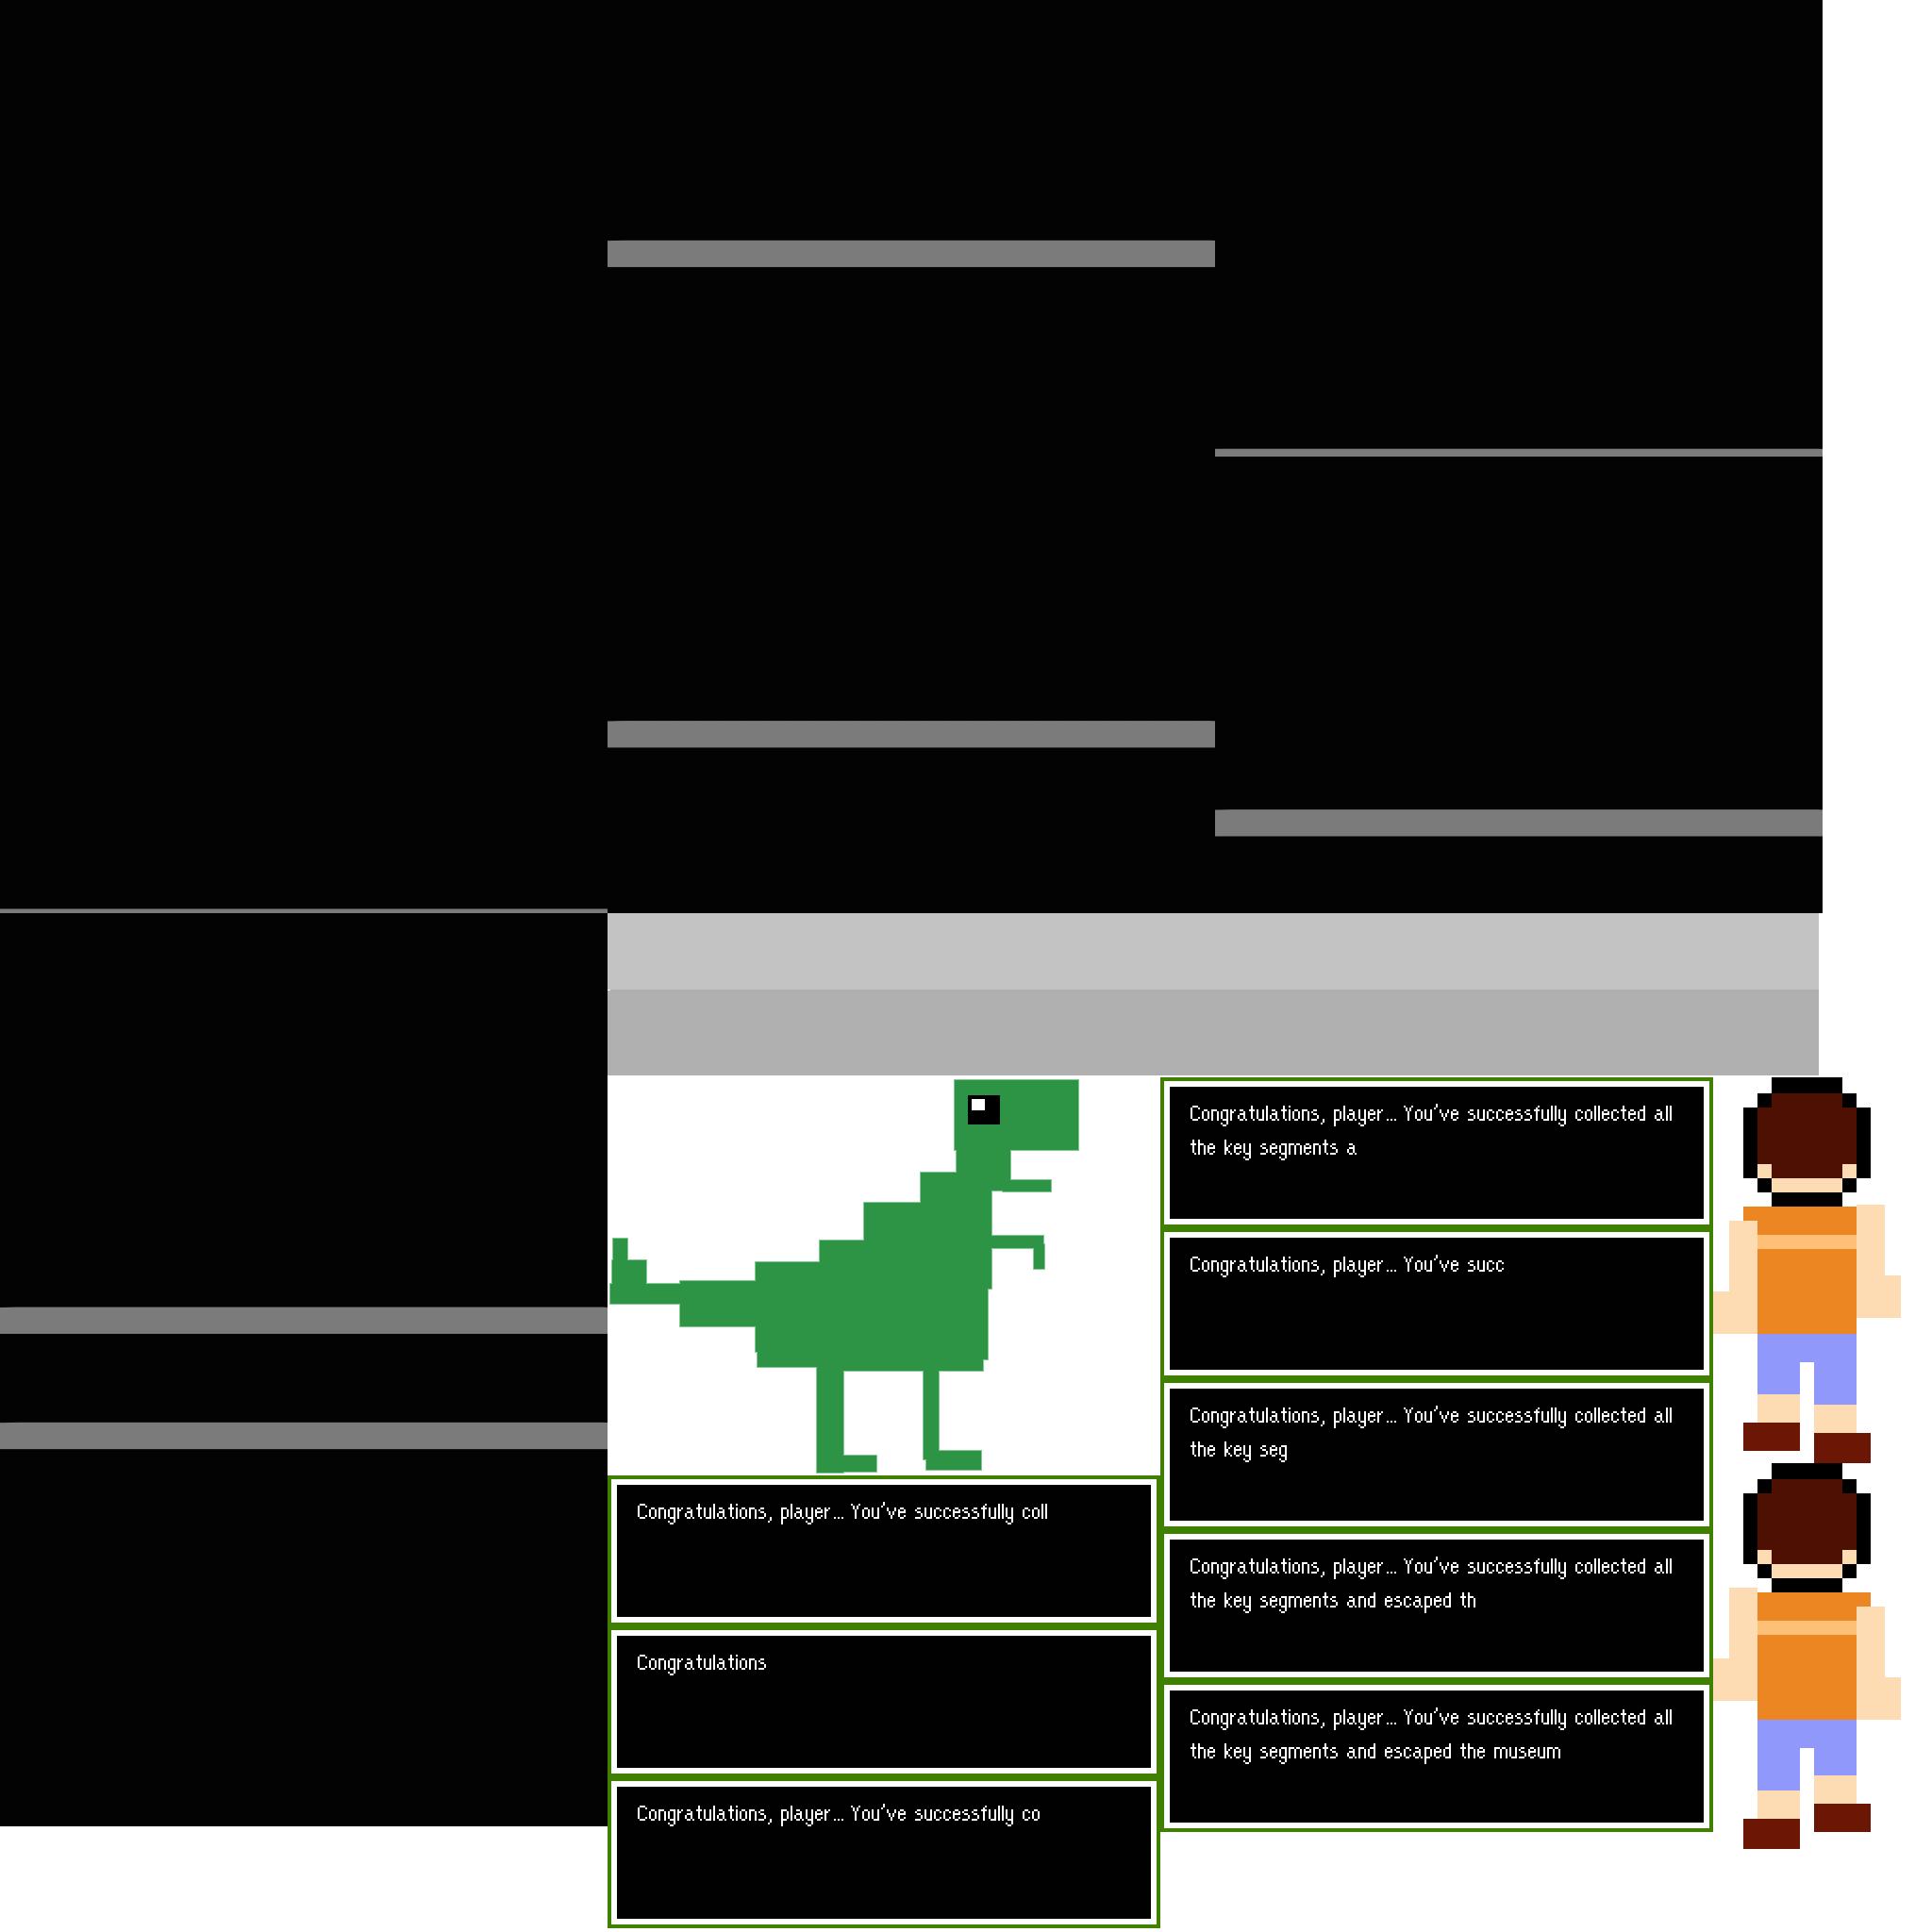 Congratulations, player... You've successfully collected all
the key segments a
Congratulations, player... You've succ
Congratulations, player... You've successfully collected all
the key seg
Congratulations, player... You've successfully coll
Congratulations, player... You've successfully collected all
the key segments and escaped th
Congratulations
Congratulations, player... You've successfully collected all
the key segments and escaped the museum
Congratulations, player... You've successfully co